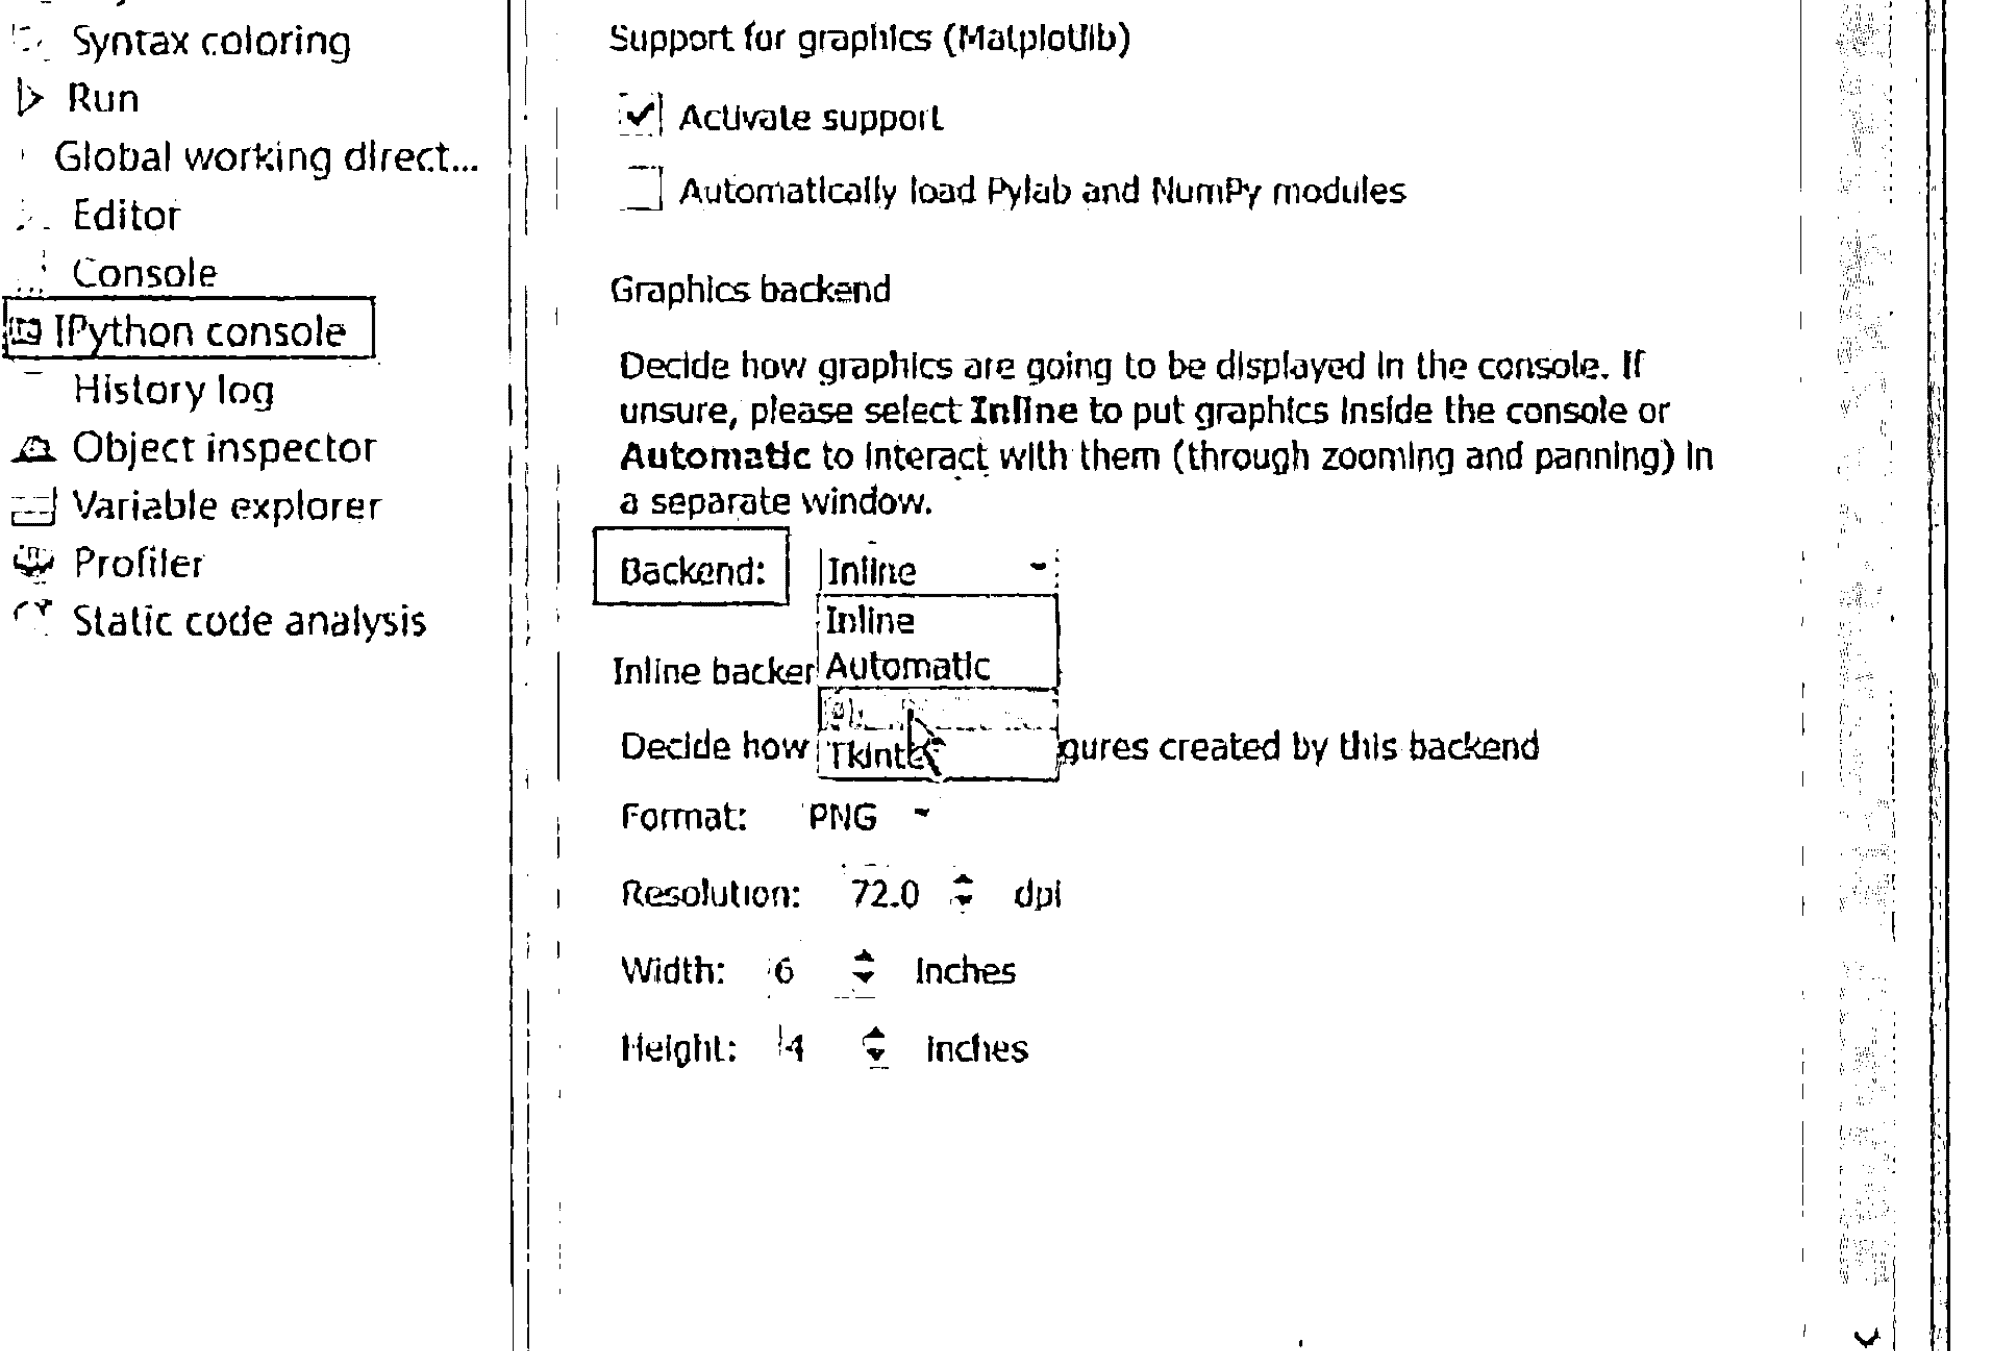 Syntax coloring
Run
Global working direct...
Editor
Console
IPython console
History log
Object inspector
Variable explorer
Profiler
Static code analysis
Support for graphics (Matplotlib)
Activate support
Automatically load Pylab and NumPy modules
Graphics backend
Decide how graphics are going to be displayed in the console. If
unsure, please select Inline to put graphics inside the console or
Automatic to interact with them (through zooming and panning) in
a separate window.
Backend: Inline
Inline
Automatic
Tkinter
Inline backen
Decide how gures created by this backend
Format: PNG
Resolution: 72.0 dpi
Width: 6 inches
Height: 4 inches